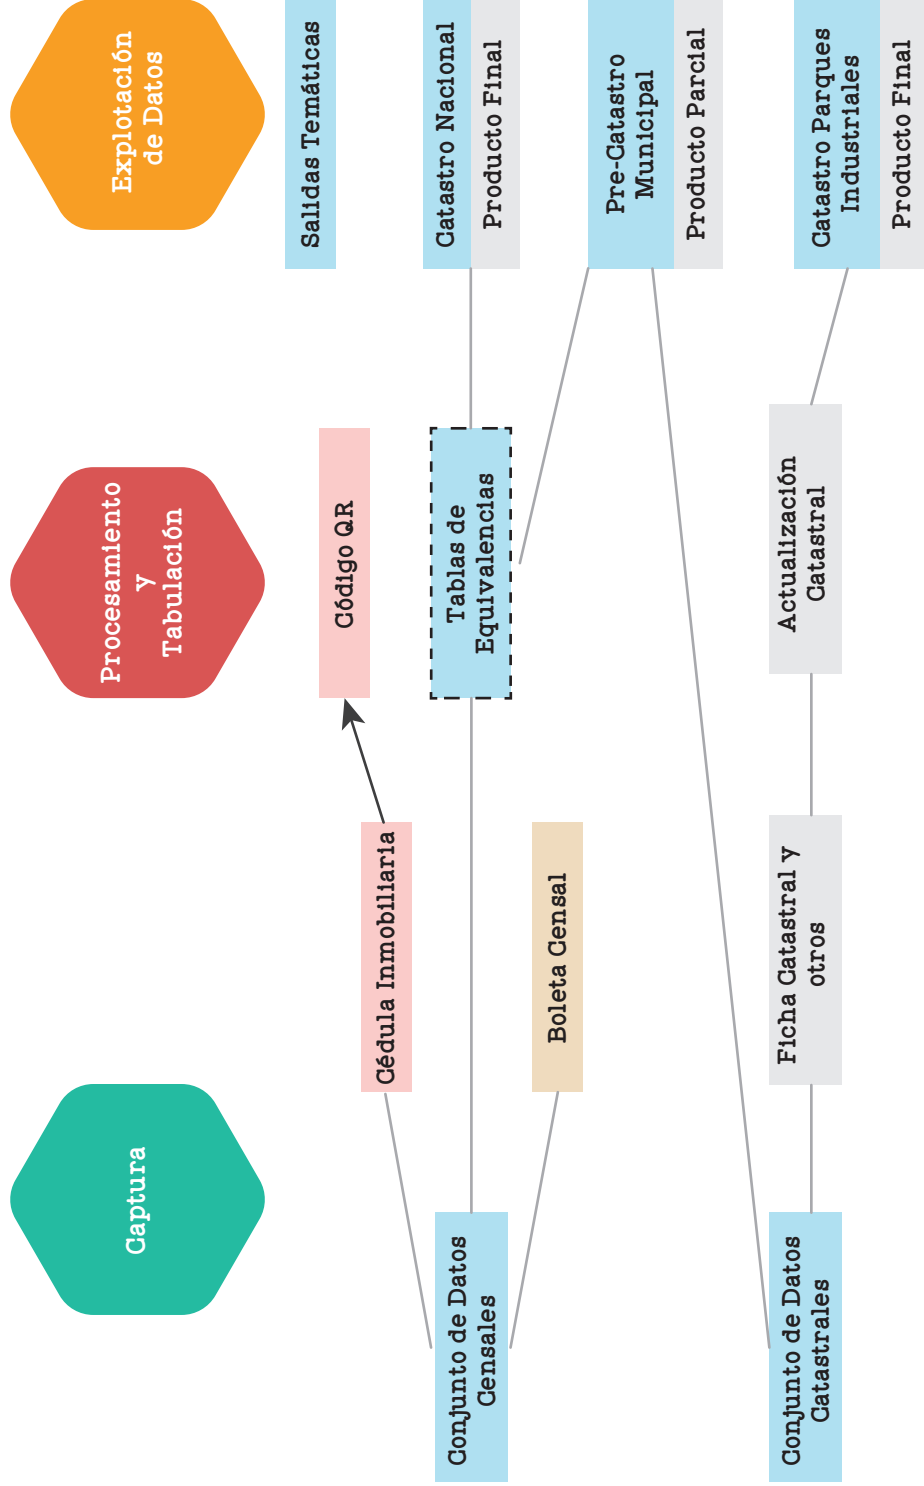 Captura
Procesamiento
y
Tabulación
Explotación
de Datos
Salidas Temáticas
Código QR
Cédula Inmobiliaria
Catastro Nacional
Producto Final
Conjunto de Datos
Censales
Tablas de
Equivalencias
Boleta Censal
Pre-Catastro
Municipal
Producto Parcial
Conjunto de Datos
Catastrales
Ficha Catastral y
otros
Actualización
Catastral
Catastro Parques
Industriales
Producto Final